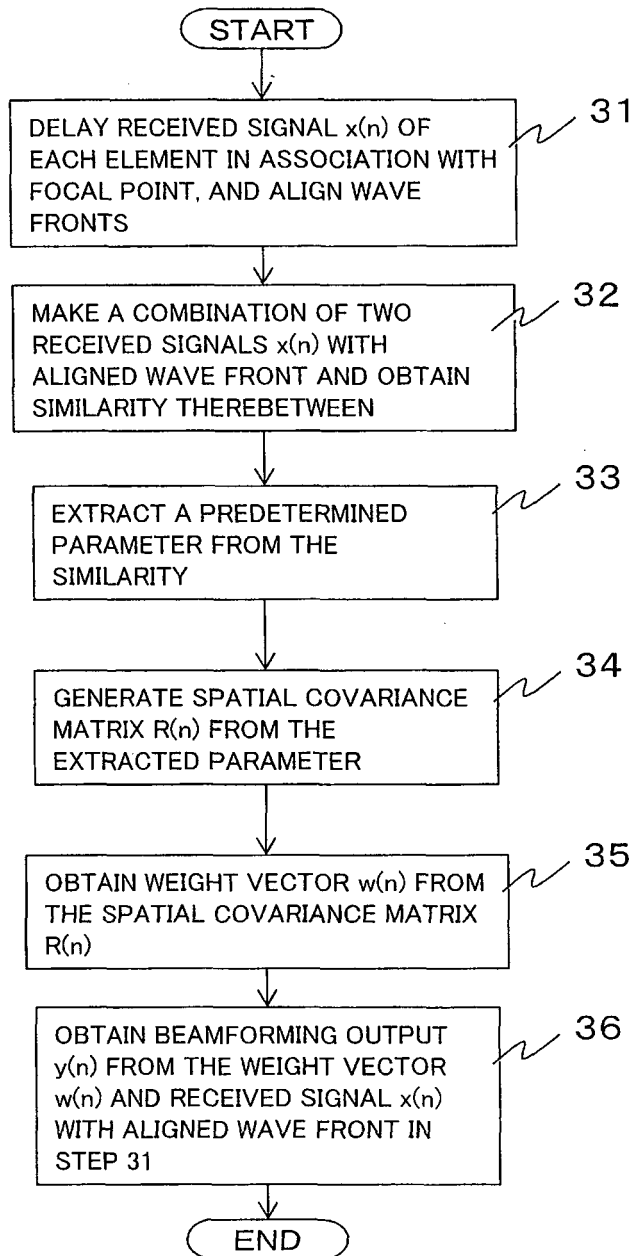 START
31
DELAY RECEIVED SIGNAL x(n) OF
EACH ELEMENT IN ASSOCIATION WITH
FOCAL POINT, AND ALIGN WAVE
FRONTS
32
MAKE A COMBINATION OF TWO
RECEIVED SIGNALS x(n) WITH
ALIGNED WAVE FRONT AND OBTAIN
SIMILARITY THEREBETWEEN
33
EXTRACT A PREDETERMINED
PARAMETER FROM THE
SIMILARITY
34
GENERATE SPATIAL COVARIANCE
MATRIX R(n) FROM THE
EXTRACTED PARAMETER
35
OBTAIN WEIGHT VECTOR w(n) FROM
THE SPATIAL COVARIANCE MATRIX
R(n)
36
OBTAIN BEAMFORMING OUTPUT
y(n) FROM THE WEIGHT VECTOR
w(n) AND RECEIVED SIGNAL x(n)
WITH ALIGNED WAVE FRONT IN
STEP 31
END